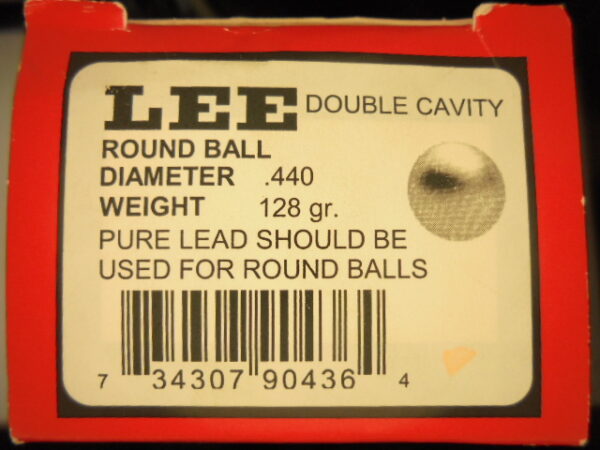 LEE DOUBLE CAVITY
ROUND BALL
DIAMETER .440
WEIGHT 128 gr.
PURE LEAD SHOULD BE
USED FOR ROUND BALLS
7 34307 90436 4